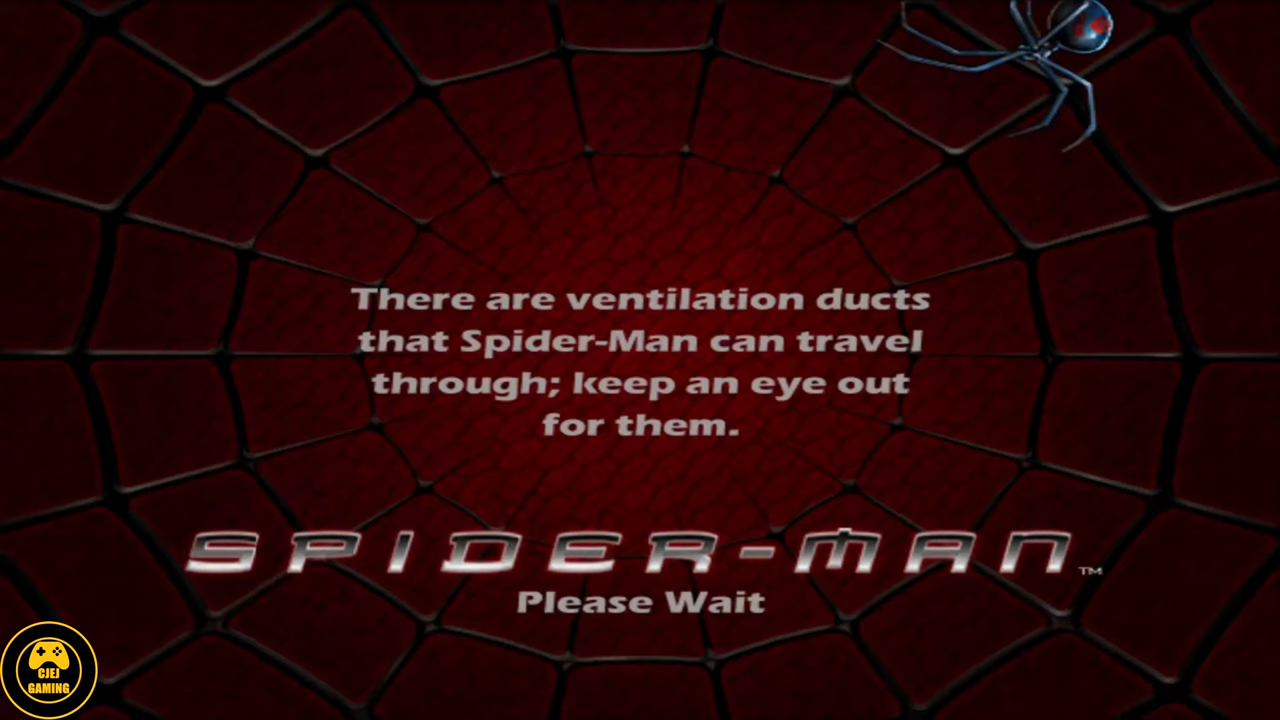 There are ventilation ducts
that Spider-Man can travel
through; keep an eye out
for them.
SPIDER-MAN™
Please Wait
CJEJ
GAMING